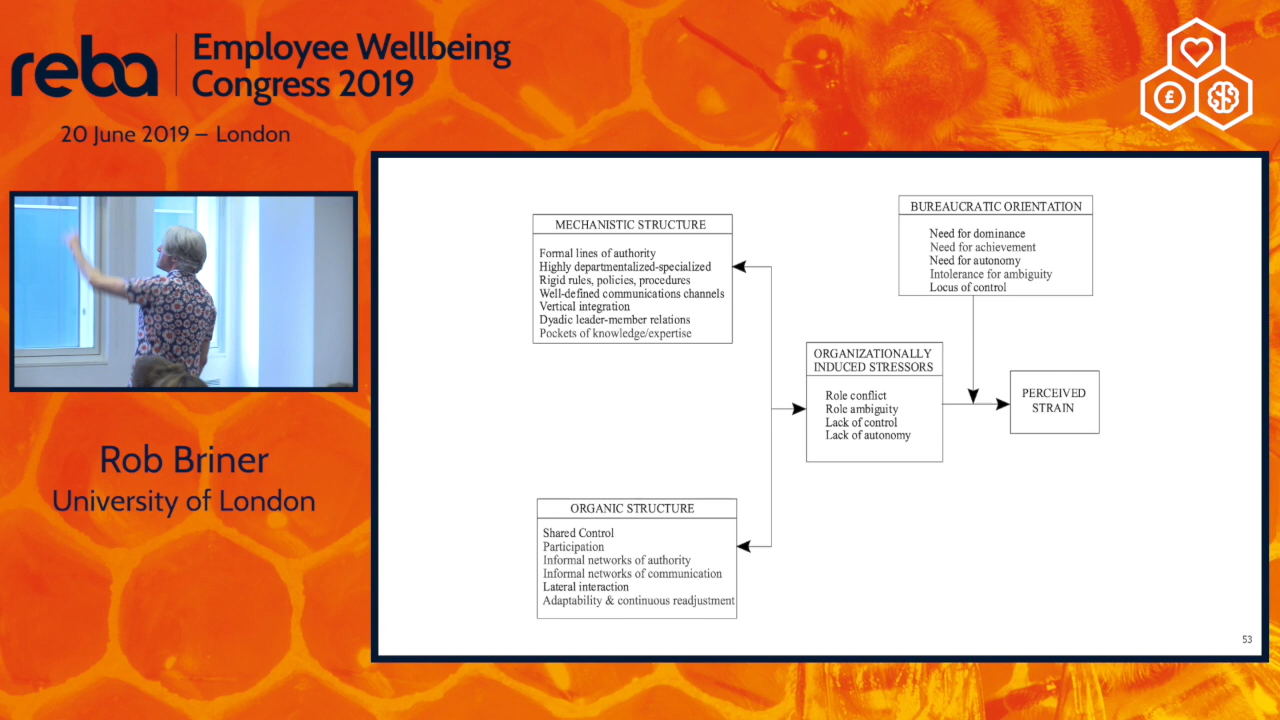 reba
Employee Wellbeing
Congress 2019
20 June 2019 – London
£
Rob Briner
University of London
MECHANISTIC STRUCTURE
Formal lines of authority
Highly departmentalized-specialized
Rigid rules, policies, procedures
Well-defined communications channels
Vertical integration
Dyadic leader-member relations
Pockets of knowledge/expertise
BUREAUCRATIC ORIENTATION
Need for dominance
Need for achievement
Need for autonomy
Intolerance for ambiguity
Locus of control
ORGANIZATIONALLY
INDUCED STRESSORS
Role conflict
Role ambiguity
Lack of control
Lack of autonomy
PERCEIVED
STRAIN
ORGANIC STRUCTURE
Shared Control
Participation
Informal networks of authority
Informal networks of communication
Lateral interaction
Adaptability & continuous readjustment
53